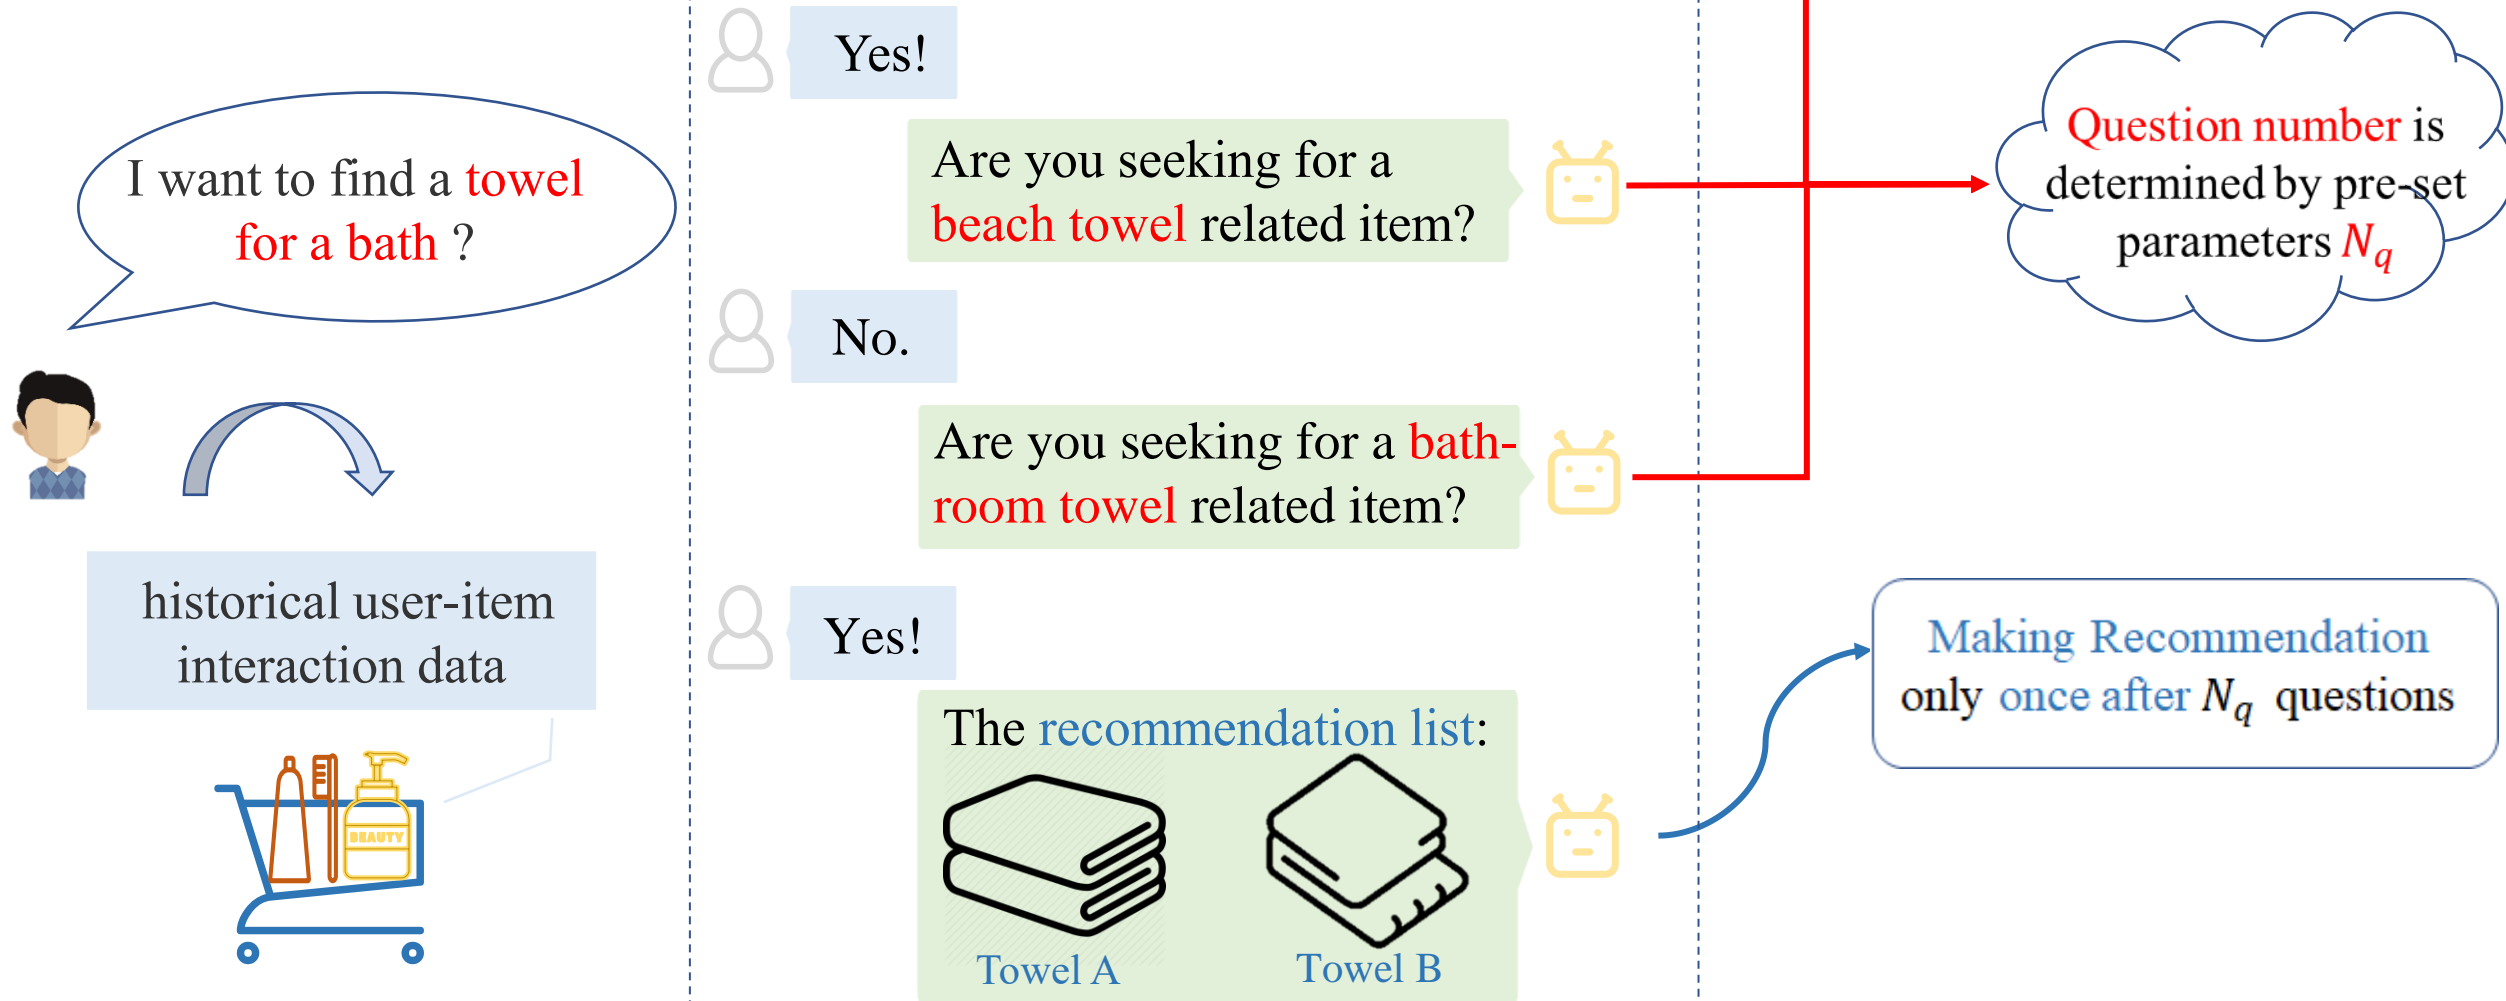 I want to find a towel
for a bath ?
historical user-item
interaction data
BEAUTY
Yes!
Are you seeking for a
beach towel related item?
No.
Are you seeking for a bath-
room towel related item?
Yes!
The recommendation list:
Towel A
Towel B
Question number is
determined by pre-set
parameters N_q
Making Recommendation
only once after N_q questions